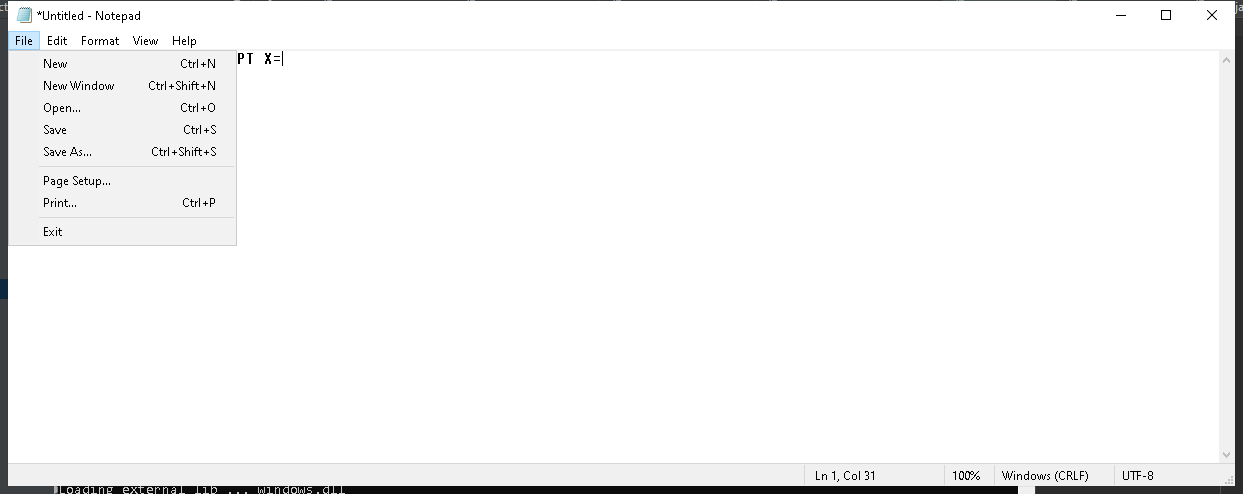 *Untitled - Notepad
File Edit Format View Help
PT X=
New Ctrl+N
New Window Ctrl+Shift+N
Open... Ctrl+O
Save Ctrl+S
Save As... Ctrl+Shift+S
Page Setup...
Print... Ctrl+P
Exit
Ln 1, Col 31 100% Windows (CRLF) UTF-8
Loading external lib ... windows.dll